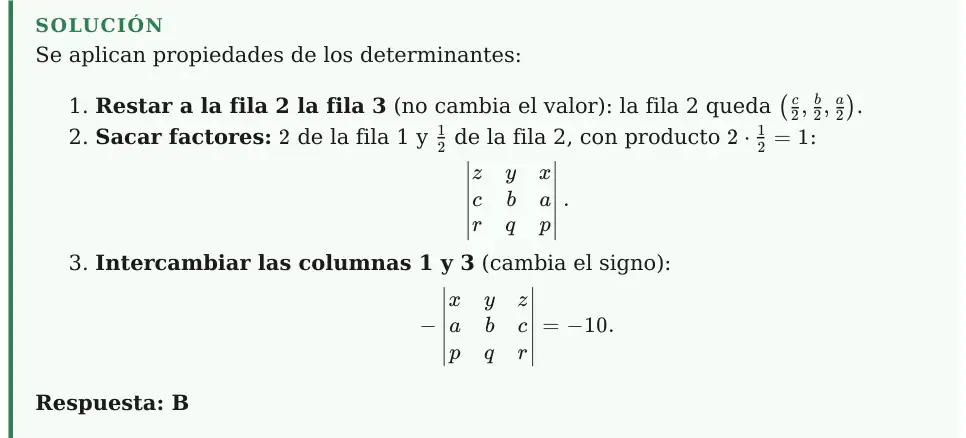 SOLUCIÓN
Se aplican propiedades de los determinantes:
1. Restar a la fila 2 la fila 3 (no cambia el valor): la fila 2 queda (c/2, b/2, a/2).
2. Sacar factores: 2 de la fila 1 y 1/2 de la fila 2, con producto 2 · 1/2 = 1:
|z y x|
|c b a| .
|r q p|
3. Intercambiar las columnas 1 y 3 (cambia el signo):
|x y z|
− |a b c| = −10.
|p q r|
Respuesta: B